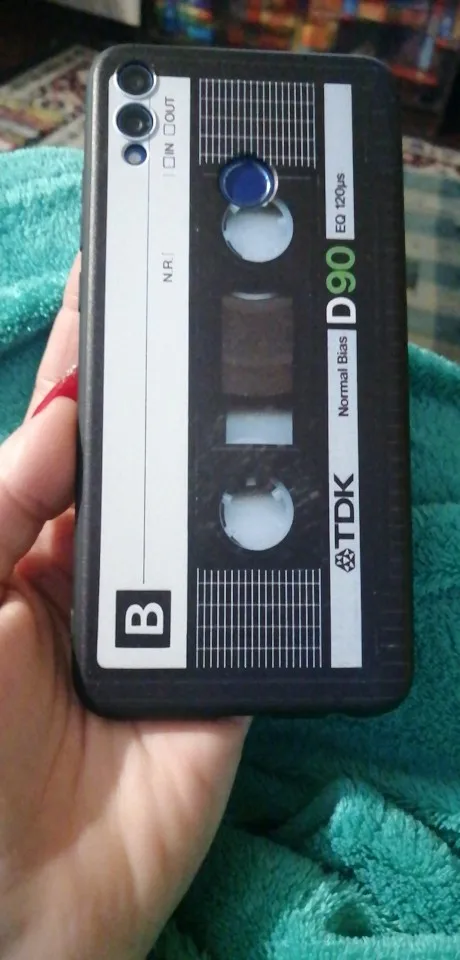 B
N.R.
IN OUT
TDK Normal Bias D90 EQ 120µs